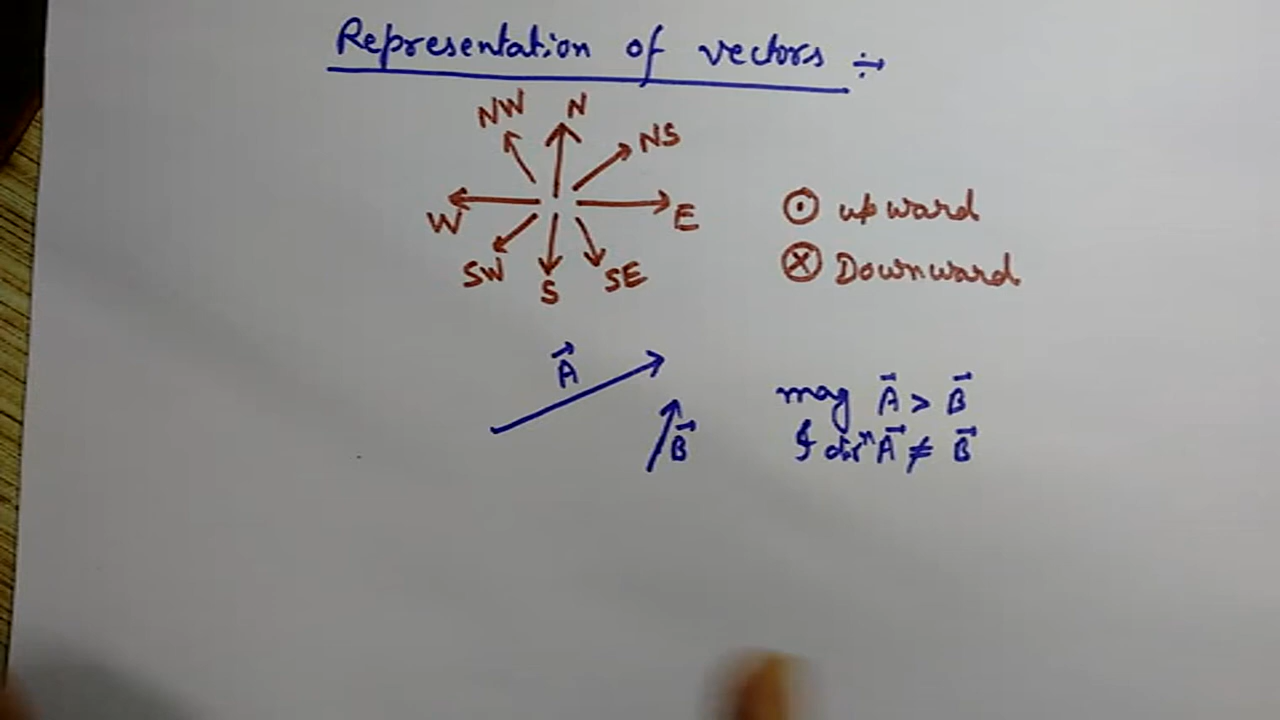 Representation of vectors ÷
NW N NS
W E
SW S SE
⊙ upward
⊗ Downward
A⃗
B⃗
mag A⃗ > B⃗
& dirⁿ A⃗ ≠ B⃗